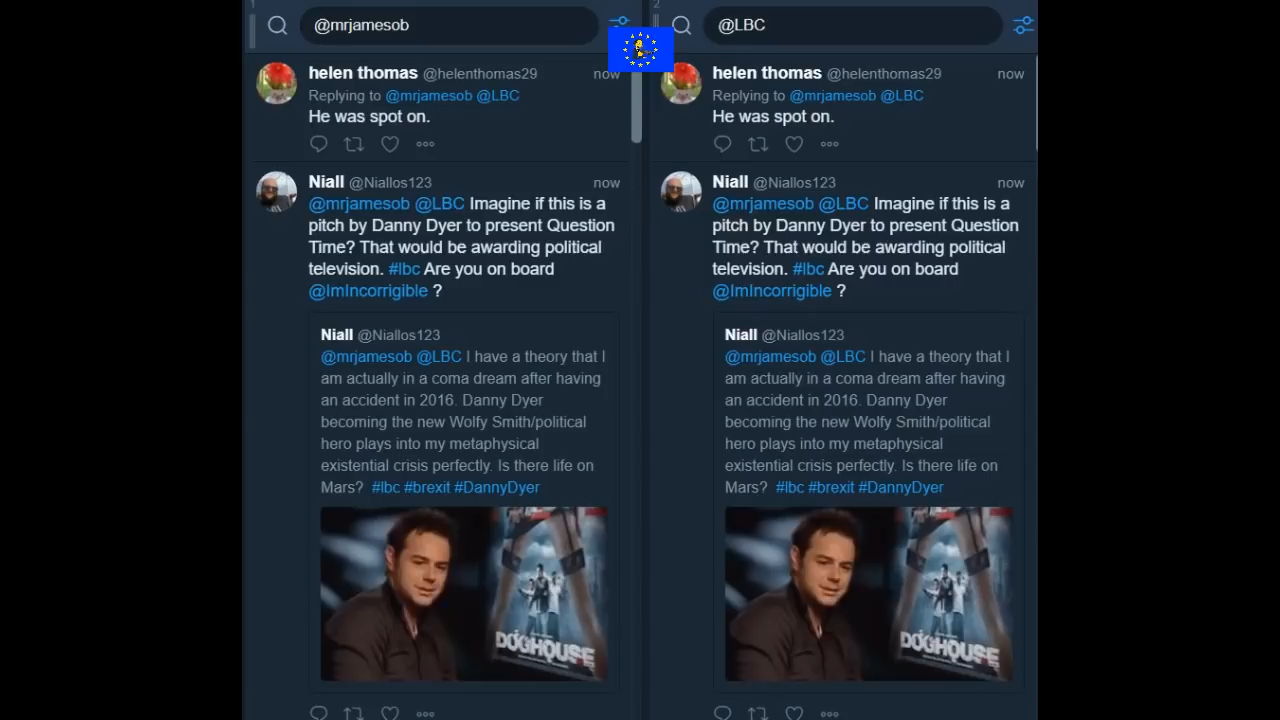 1
@mrjamesob
helen thomas @helenthomas29 now
Replying to @mrjamesob @LBC
He was spot on.
Niall @Niallos123 now
@mrjamesob @LBC Imagine if this is a
pitch by Danny Dyer to present Question
Time? That would be awarding political
television. #lbc Are you on board
@ImIncorrigible ?
Niall @Niallos123
@mrjamesob @LBC I have a theory that I
am actually in a coma dream after having
an accident in 2016. Danny Dyer
becoming the new Wolfy Smith/political
hero plays into my metaphysical
existential crisis perfectly. Is there life on
Mars? #lbc #brexit #DannyDyer
DOGHOUSE
2
@LBC
helen thomas @helenthomas29 now
Replying to @mrjamesob @LBC
He was spot on.
Niall @Niallos123 now
@mrjamesob @LBC Imagine if this is a
pitch by Danny Dyer to present Question
Time? That would be awarding political
television. #lbc Are you on board
@ImIncorrigible ?
Niall @Niallos123
@mrjamesob @LBC I have a theory that I
am actually in a coma dream after having
an accident in 2016. Danny Dyer
becoming the new Wolfy Smith/political
hero plays into my metaphysical
existential crisis perfectly. Is there life on
Mars? #lbc #brexit #DannyDyer
DOGHOUSE